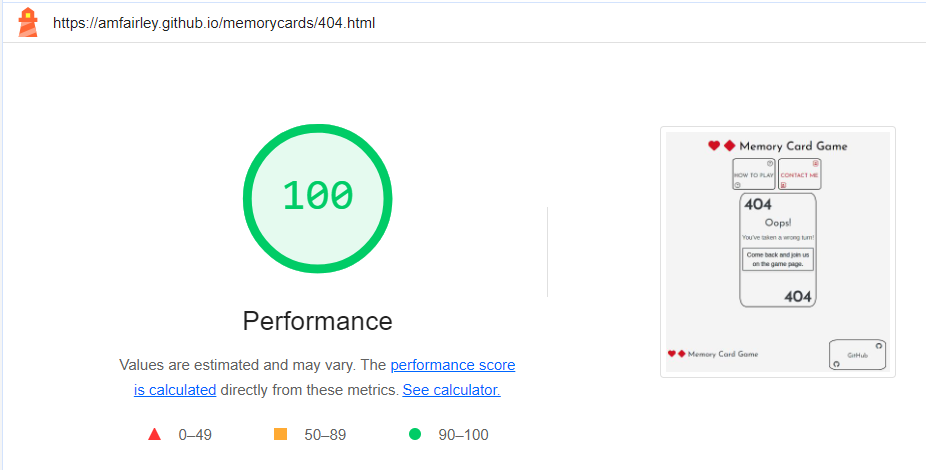 https://amfairley.github.io/memorycards/404.html
100
Performance
Values are estimated and may vary. The performance score
is calculated directly from these metrics. See calculator.
0–49
50–89
90–100
Memory Card Game
HOW TO PLAY
CONTACT ME
404
Oops!
You've taken a wrong turn!
Come back and join us
on the game page.
404
Memory Card Game
GitHub